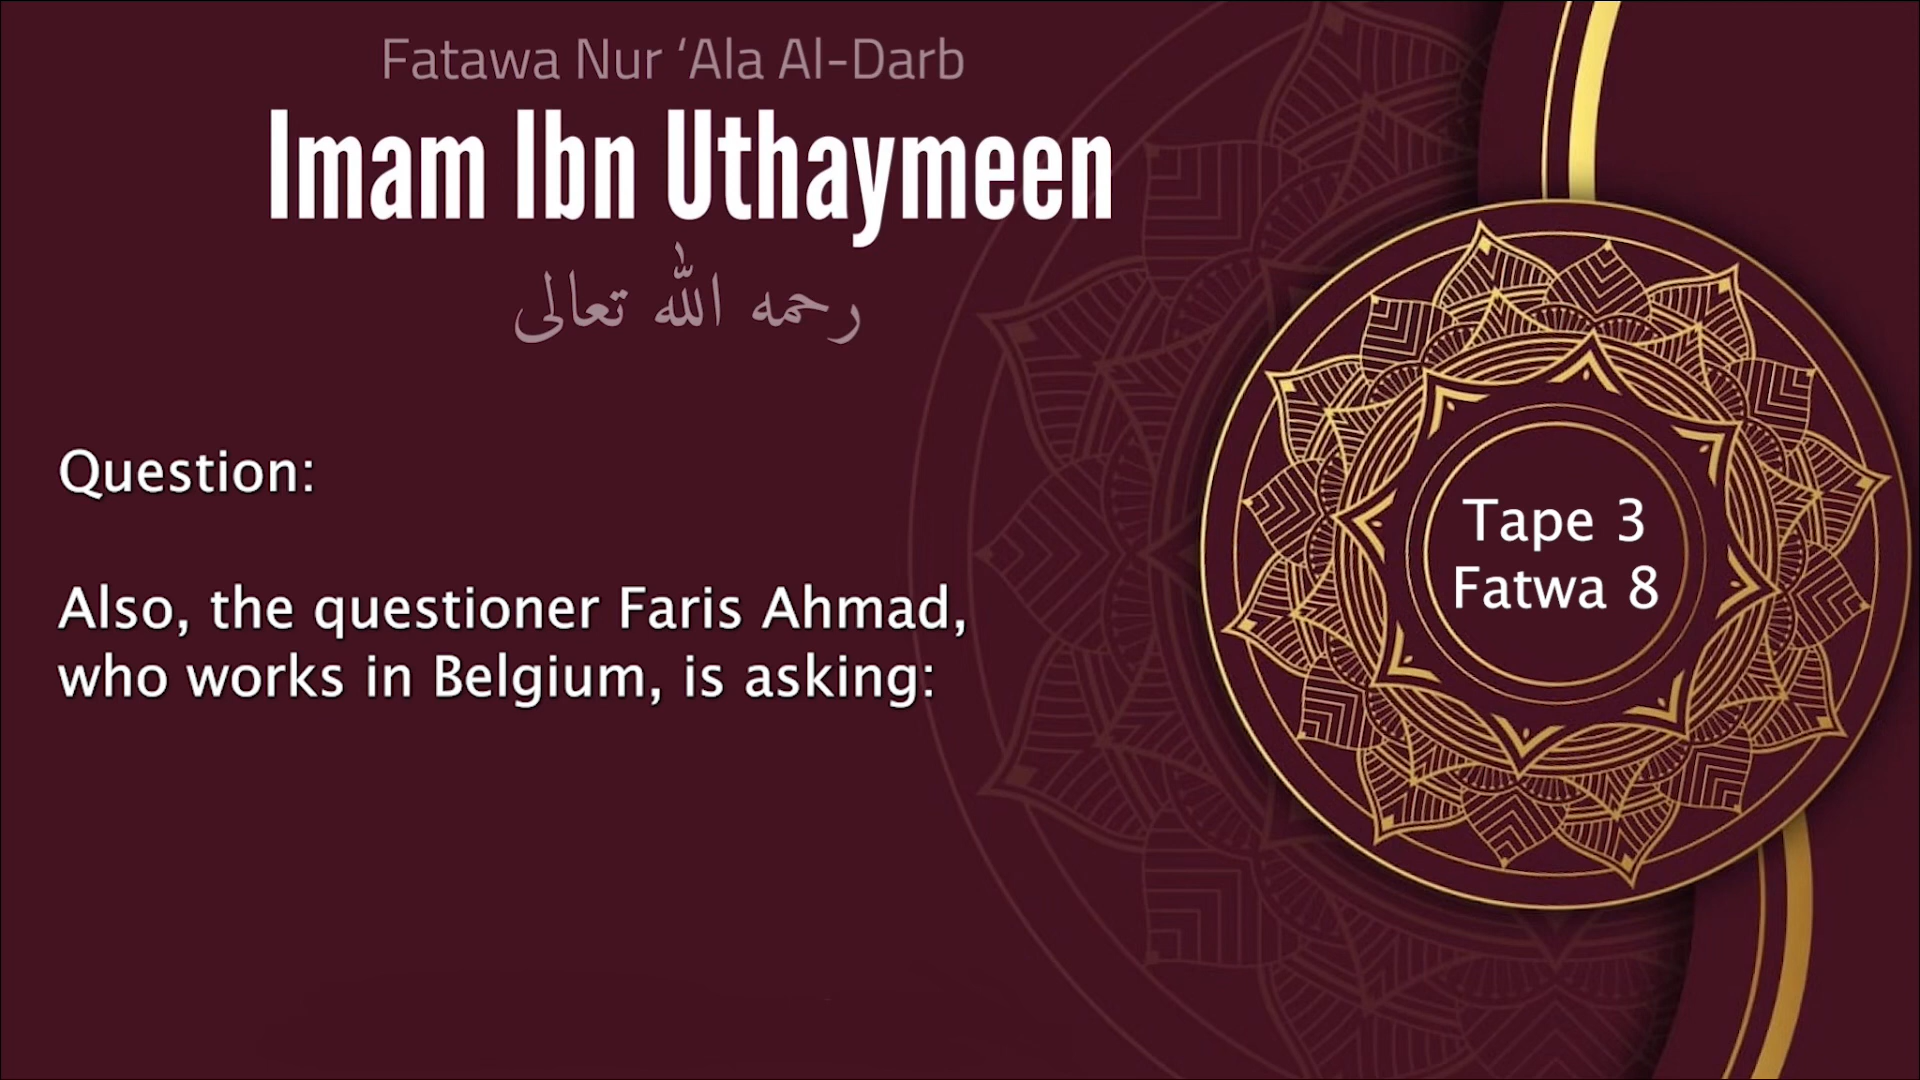 Fatawa Nur ‘Ala Al-Darb
Imam Ibn Uthaymeen
رحمه الله تعالى
Question:
Also, the questioner Faris Ahmad,
who works in Belgium, is asking:
Tape 3
Fatwa 8